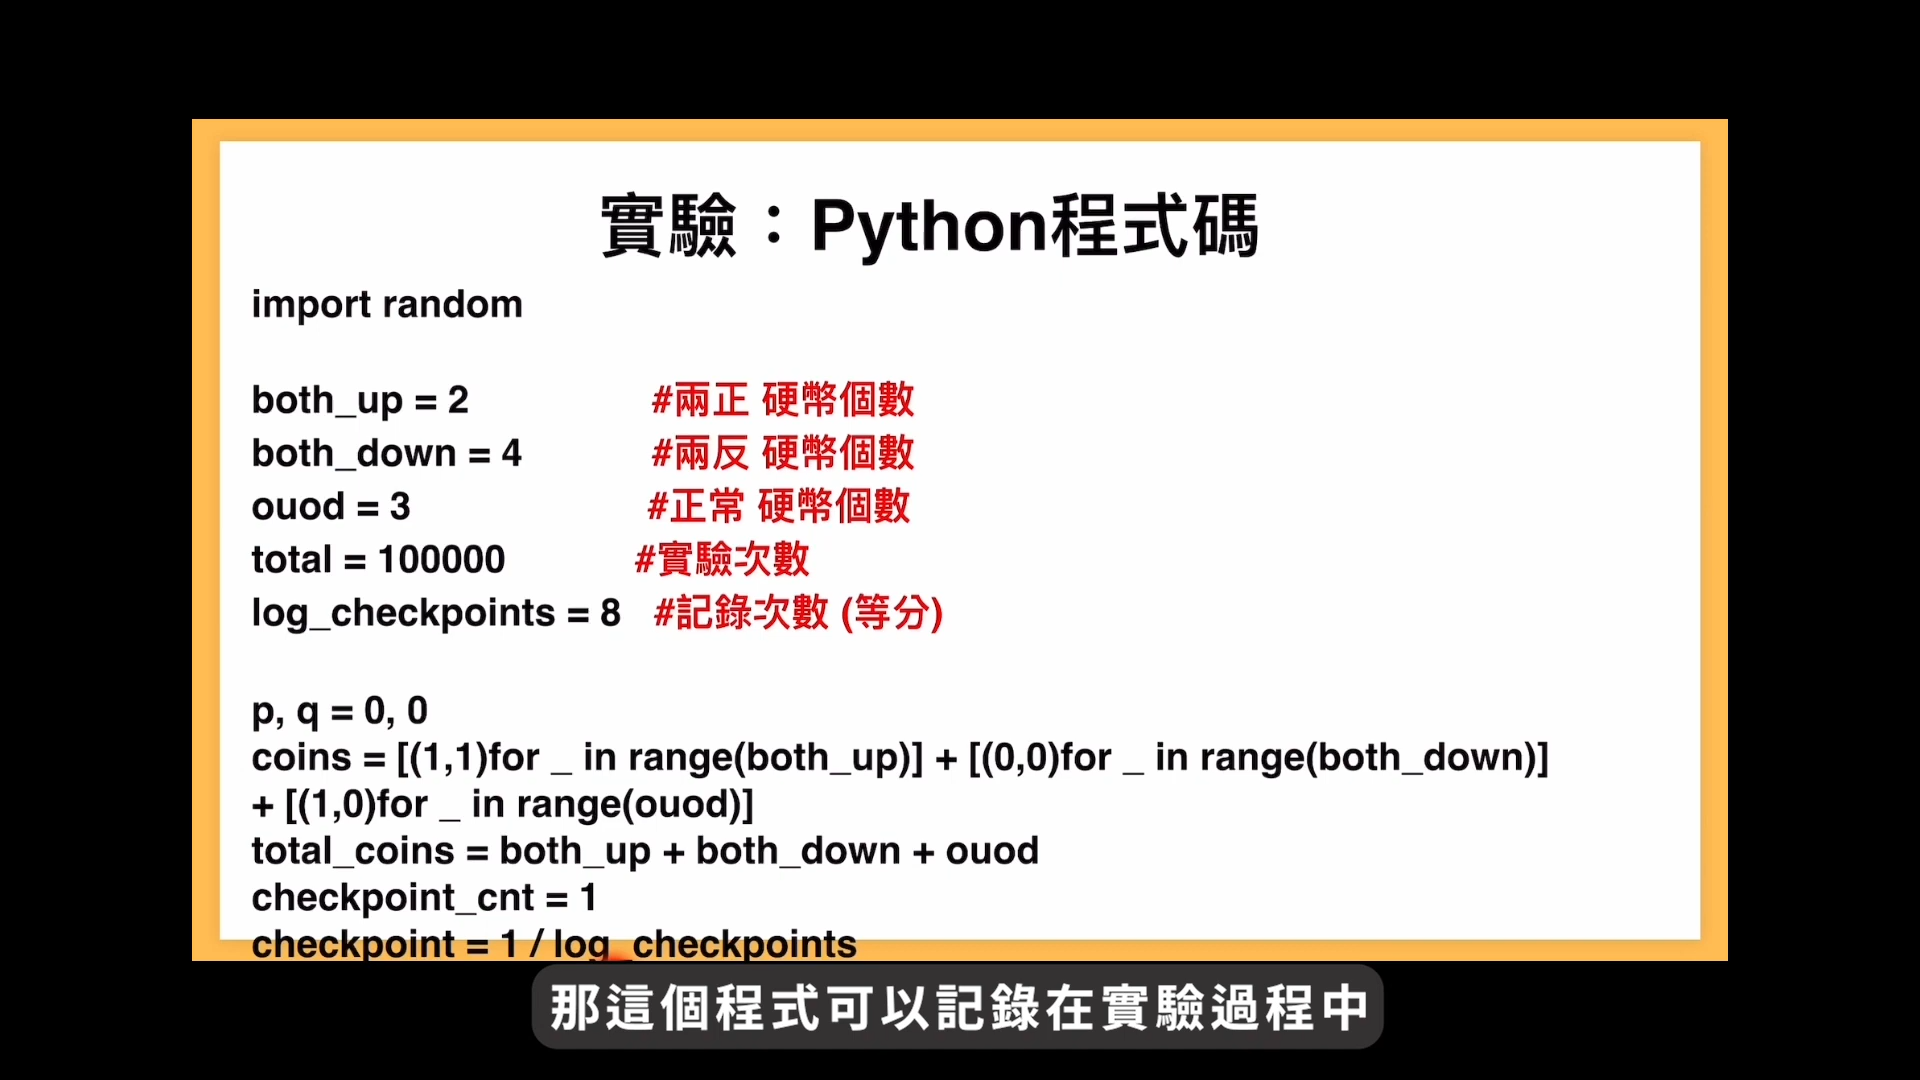 實驗：Python程式碼
import random
both_up = 2 #兩正 硬幣個數
both_down = 4 #兩反 硬幣個數
ouod = 3 #正常 硬幣個數
total = 100000 #實驗次數
log_checkpoints = 8 #記錄次數 (等分)
p, q = 0, 0
coins = [(1,1)for _ in range(both_up)] + [(0,0)for _ in range(both_down)]
+ [(1,0)for _ in range(ouod)]
total_coins = both_up + both_down + ouod
checkpoint_cnt = 1
checkpoint = 1 / log_checkpoints
那這個程式可以記錄在實驗過程中